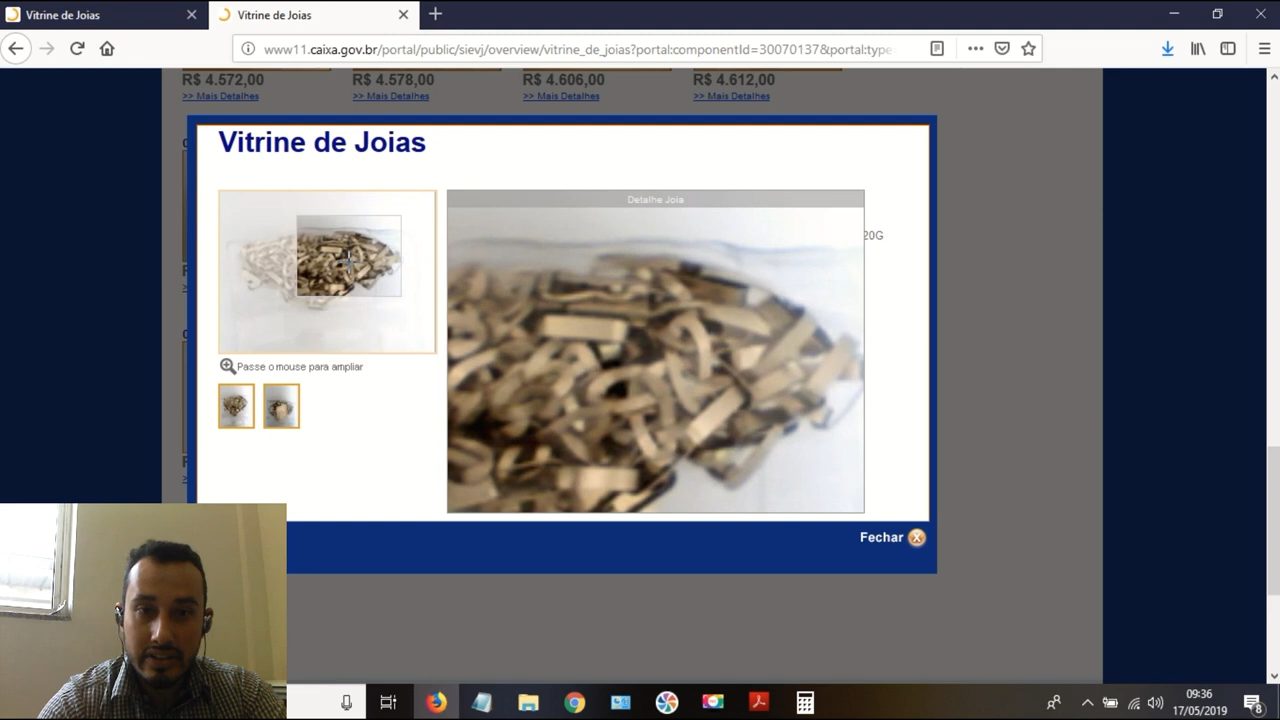 Vitrine de Joias
Vitrine de Joias
www11.caixa.gov.br/portal/public/sievj/overview/vitrine_de_joias?portal:componentId=30070137&portal:type
R$ 4.572,00 R$ 4.578,00 R$ 4.606,00 R$ 4.612,00
>> Mais Detalhes >> Mais Detalhes >> Mais Detalhes >> Mais Detalhes
Vitrine de Joias
Detalhe Joia
20G
Passe o mouse para ampliar
Fechar X
09:36
17/05/2019
8